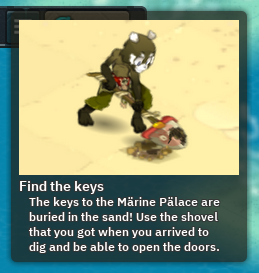 Find the keys
The keys to the Märine Pälace are
buried in the sand! Use the shovel
that you got when you arrived to
dig and be able to open the doors.